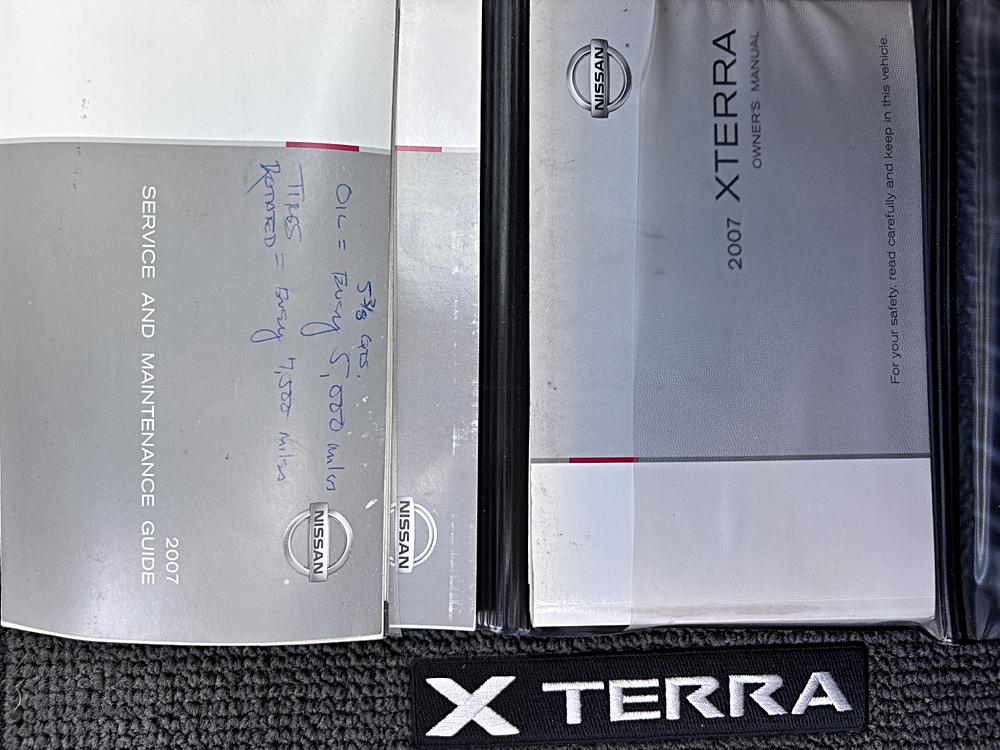 5 3/8 QTS.
OIL = Every 5,000 miles
TIRES
ROTATED = Every 7,500 miles
NISSAN
2007
SERVICE AND MAINTENANCE GUIDE
NISSAN
NISSAN
2007 XTERRA
OWNER'S MANUAL
For your safety, read carefully and keep in this vehicle.
XTERRA